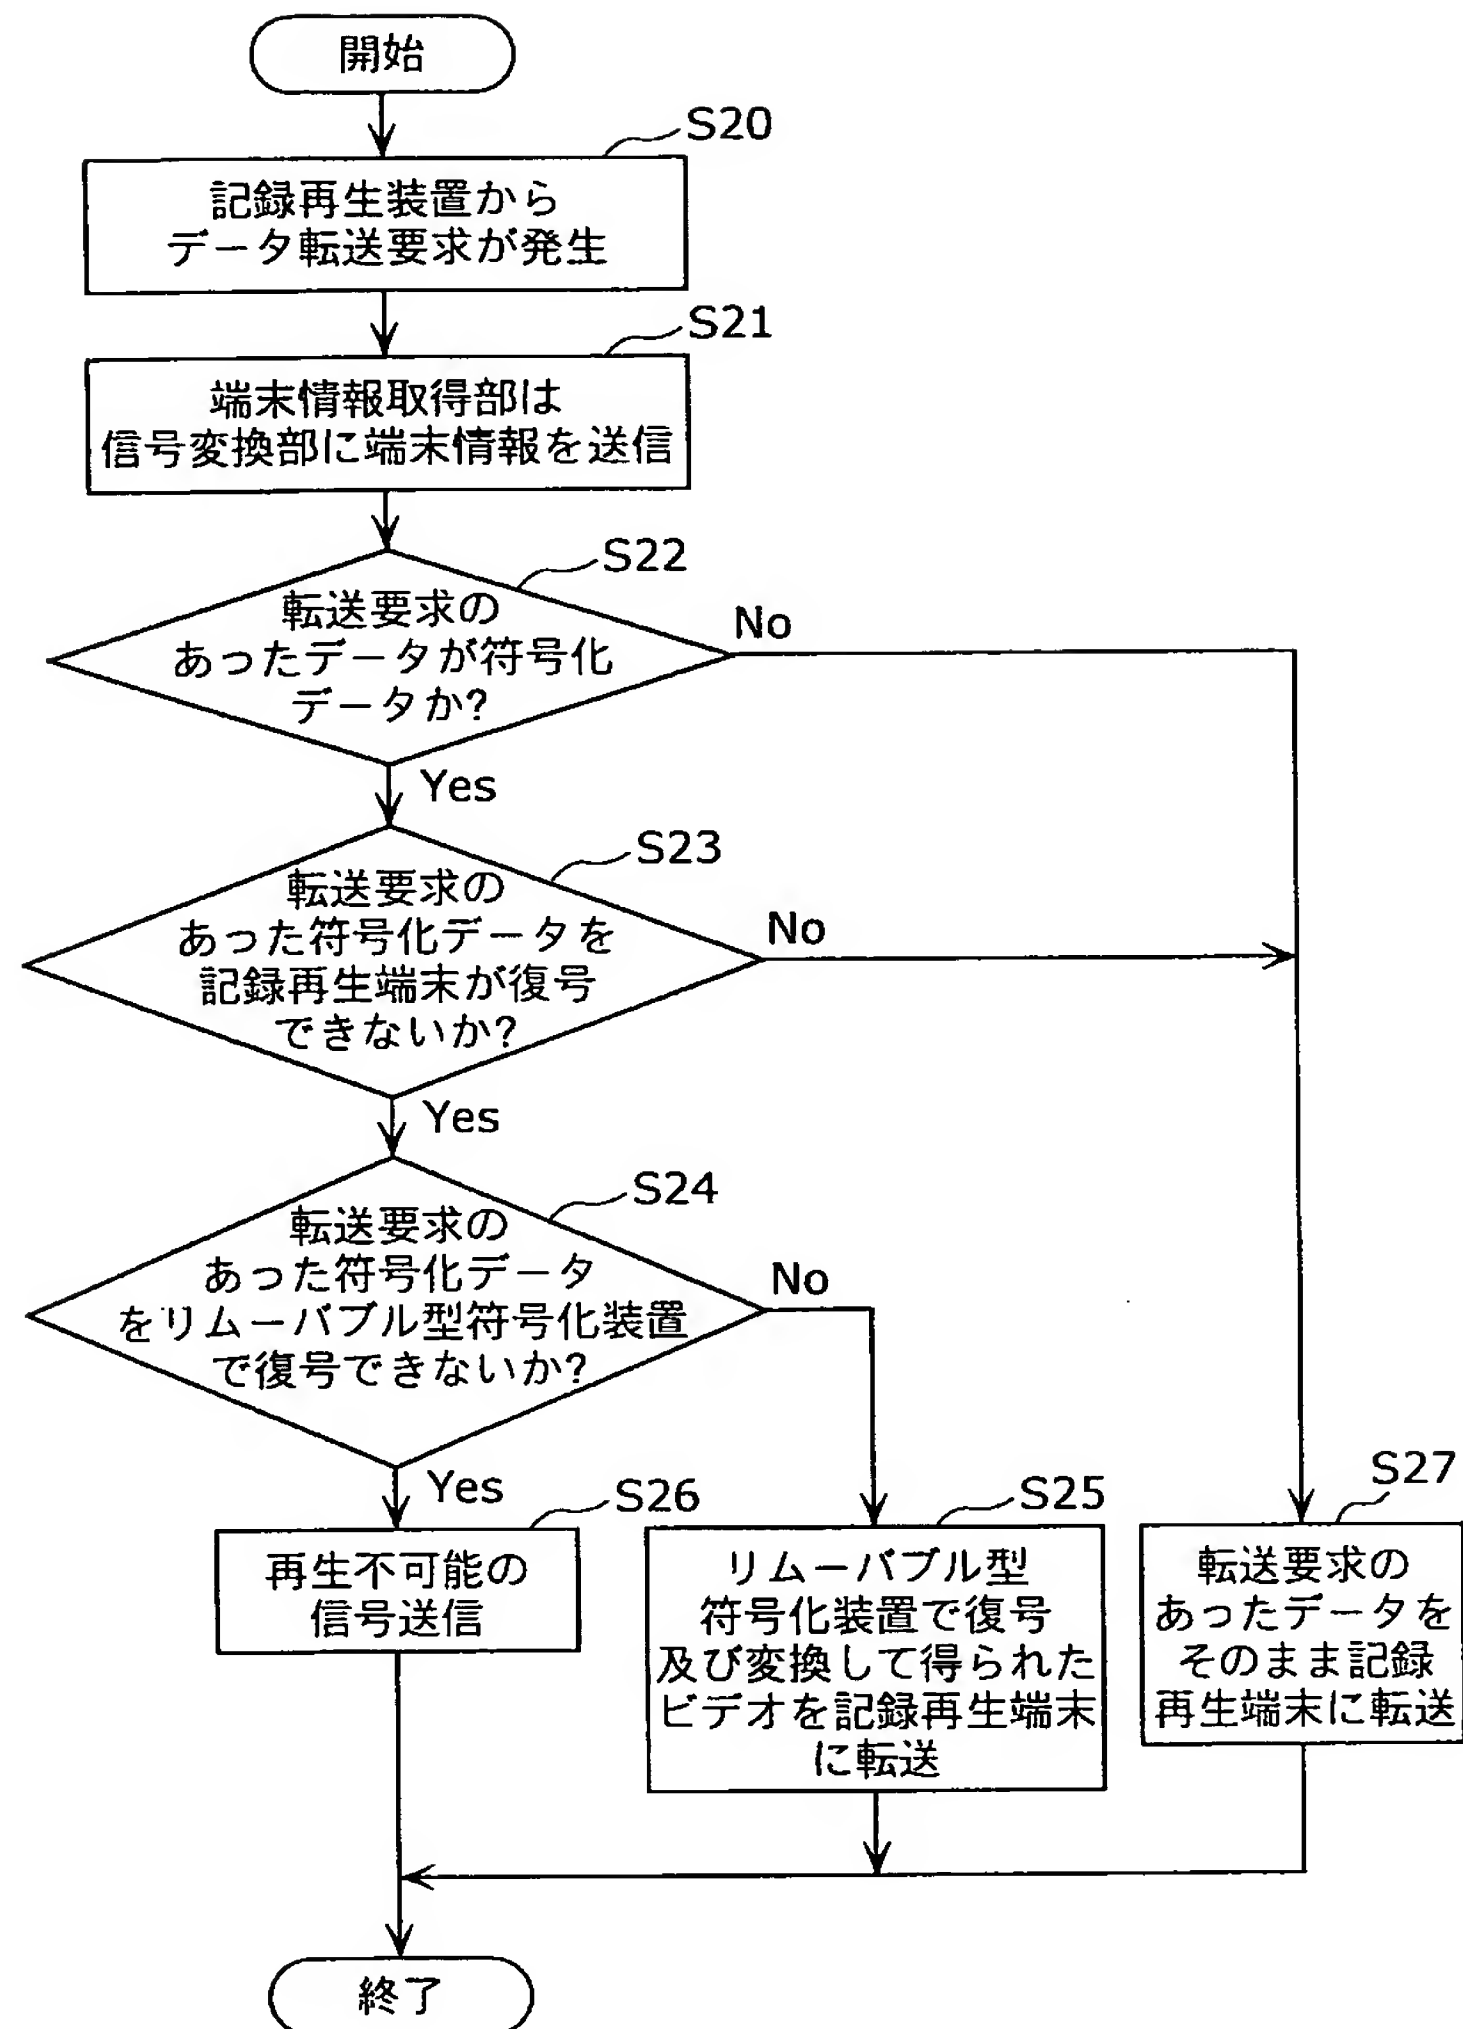 開始
S20
記録再生装置から
データ転送要求が発生
S21
端末情報取得部は
信号変換部に端末情報を送信
S22
転送要求の
あったデータが符号化
データか?
No
Yes
S23
転送要求の
あった符号化データを
記録再生端末が復号
できないか?
No
Yes
S24
転送要求の
あった符号化データ
をリムーバブル型符号化装置
で復号できないか?
No
Yes
S26
再生不可能の
信号送信
S25
リムーバブル型
符号化装置で復号
及び変換して得られた
ビデオを記録再生端末
に転送
S27
転送要求の
あったデータを
そのまま記録
再生端末に転送
終了